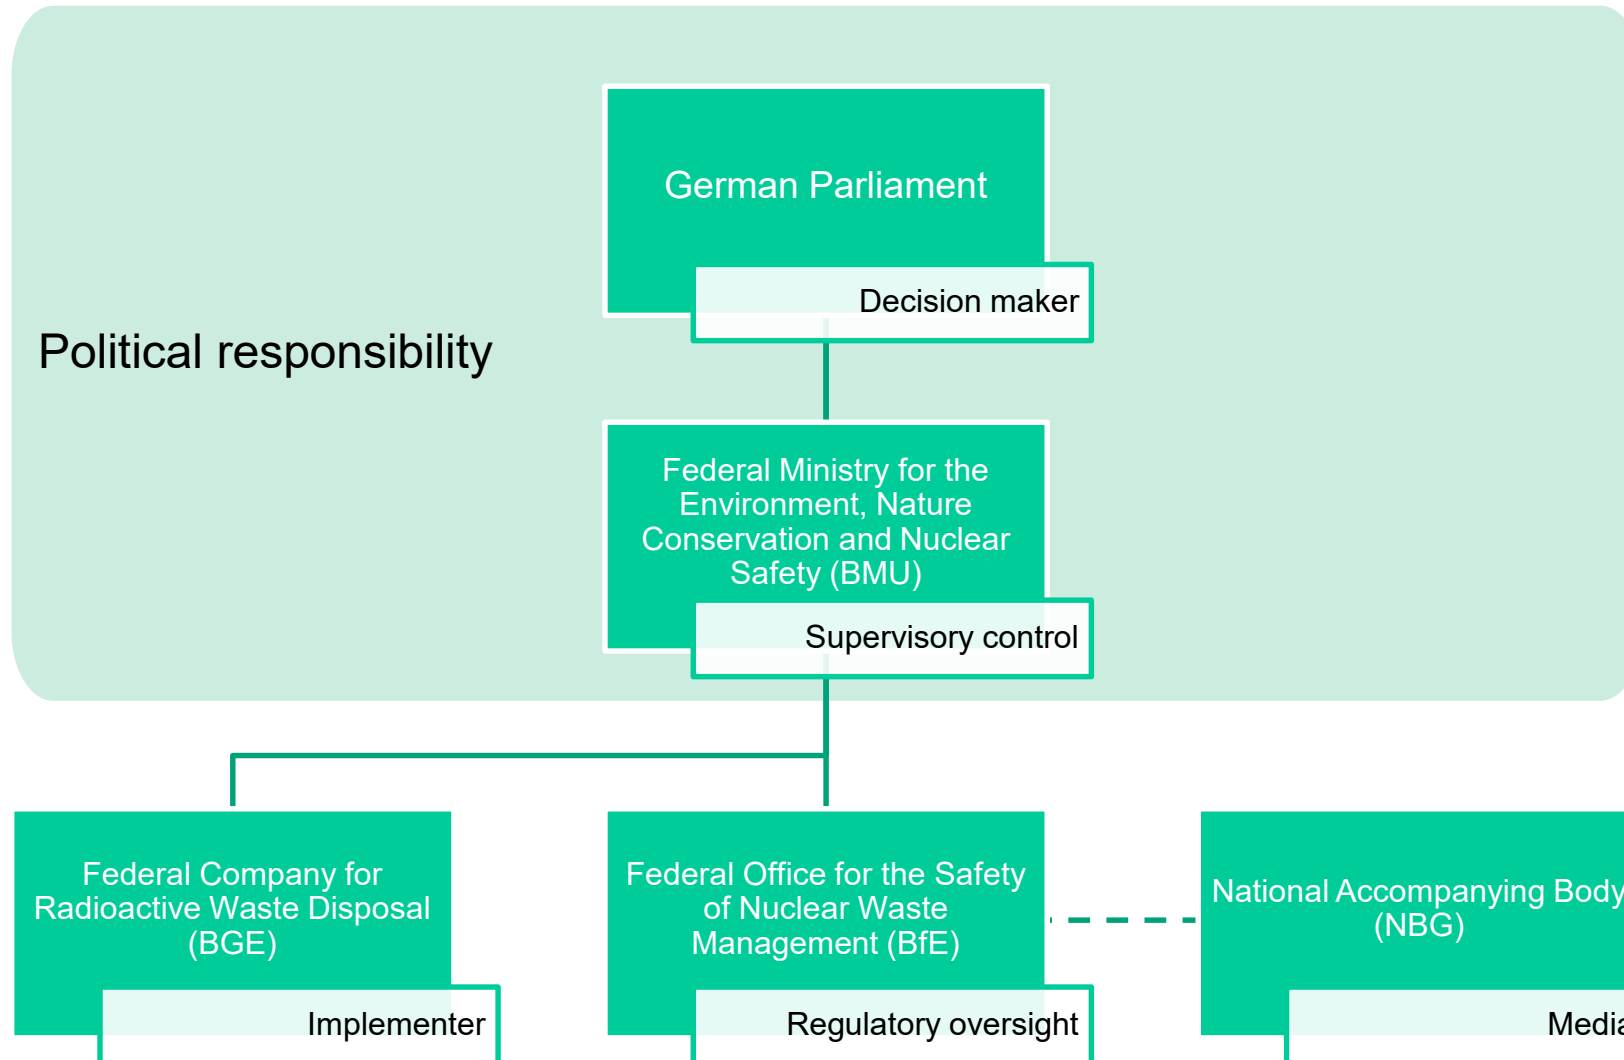 German Parliament
Decision maker
Political responsibility
Federal Ministry for the
Environment, Nature
Conservation and Nuclear
Safety (BMU)
Supervisory control
Federal Company for
Radioactive Waste Disposal
(BGE)
Implementer
Federal Office for the Safety
of Nuclear Waste
Management (BfE)
Regulatory oversight
National Accompanying Body
(NBG)